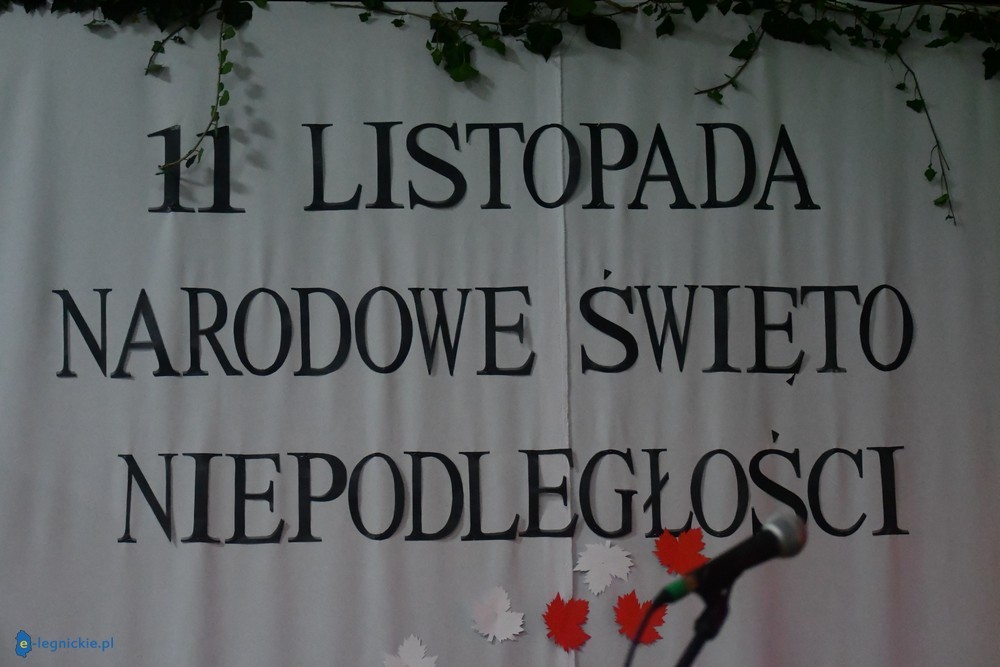 11 LISTOPADA
NARODOWE ŚWIĘTO
NIEPODLEGŁOŚCI
e-legnickie.pl